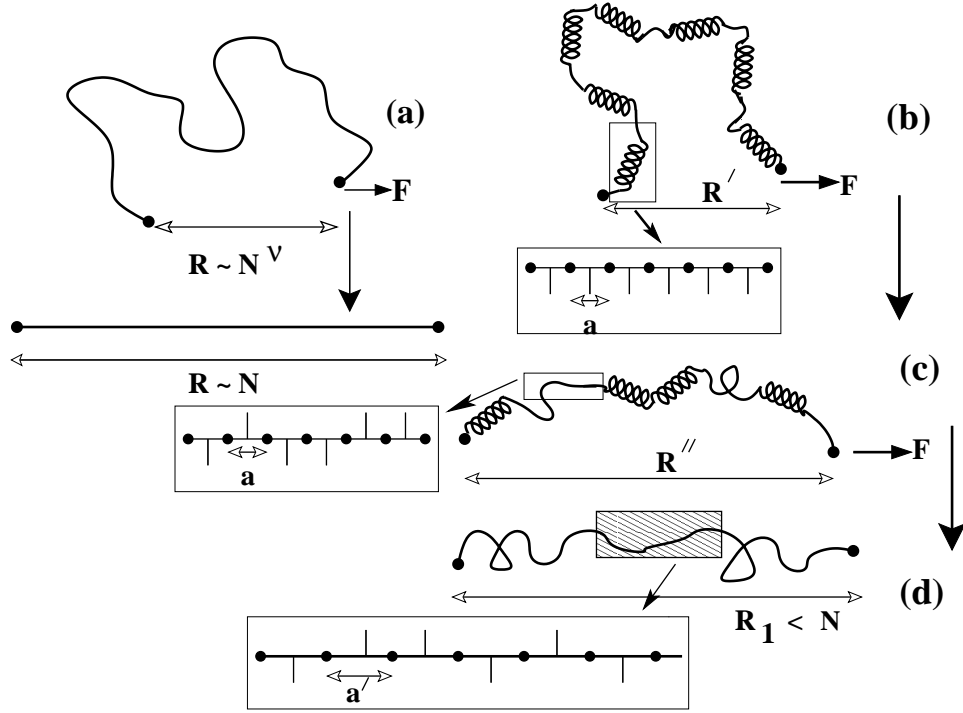 (a)
F
R ~ N ν
R ~ N
(b)
F
R ′
a
(c)
a
R ″
F
(d)
R1 < N
a′